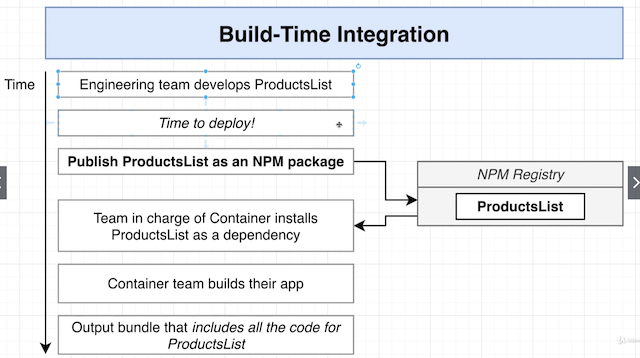 Build-Time Integration
Time
Engineering team develops ProductsList
Time to deploy!
Publish ProductsList as an NPM package
NPM Registry
ProductsList
Team in charge of Container installs
ProductsList as a dependency
Container team builds their app
Output bundle that includes all the code for
ProductsList